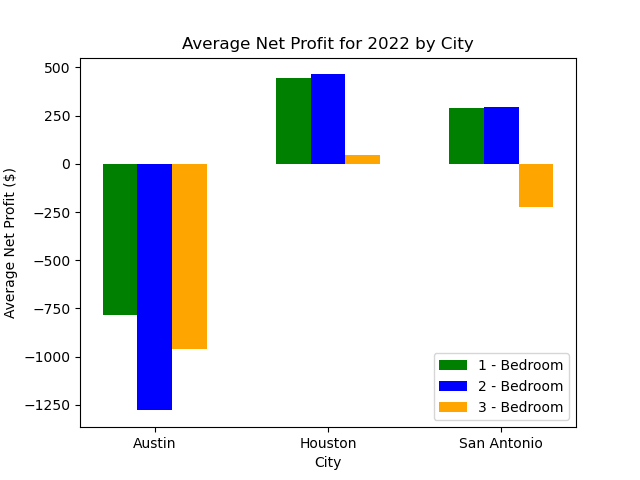 Average Net Profit for 2022 by City
Average Net Profit ($)
500
250
0
−250
−500
−750
−1000
−1250
1 - Bedroom
2 - Bedroom
3 - Bedroom
Austin
Houston
San Antonio
City